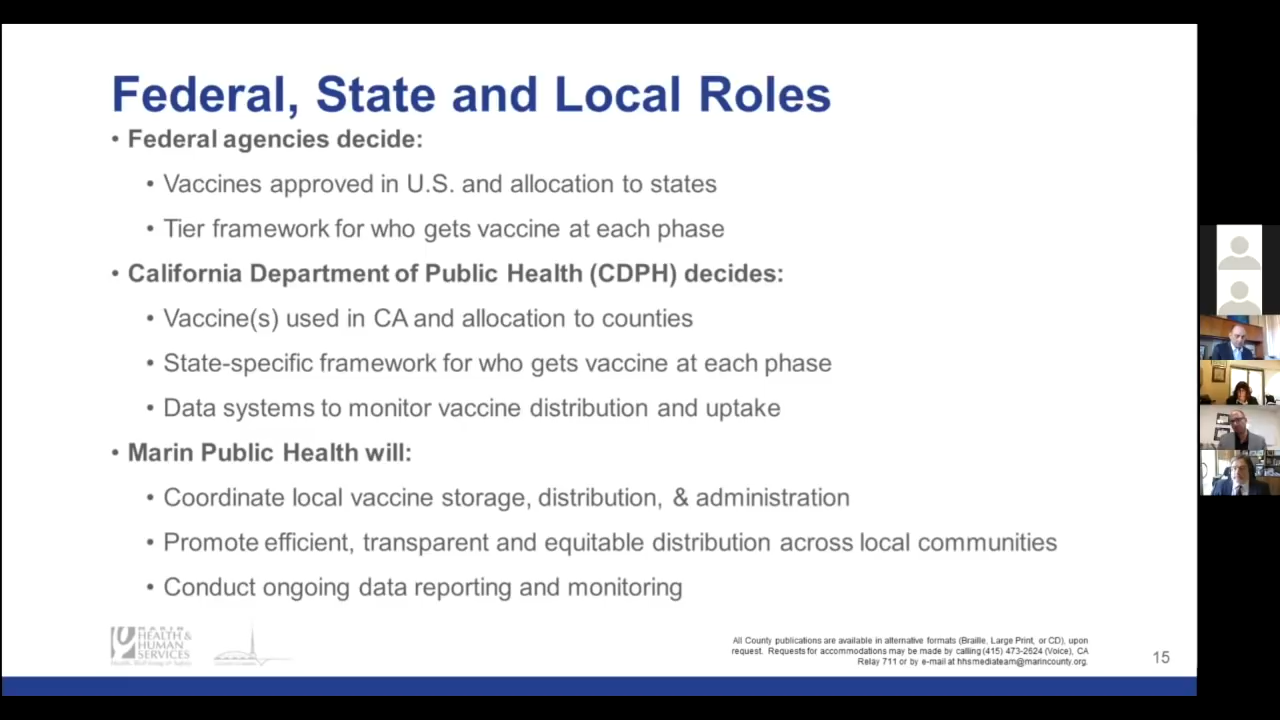 Federal, State and Local Roles
• Federal agencies decide:
• Vaccines approved in U.S. and allocation to states
• Tier framework for who gets vaccine at each phase
• California Department of Public Health (CDPH) decides:
• Vaccine(s) used in CA and allocation to counties
• State-specific framework for who gets vaccine at each phase
• Data systems to monitor vaccine distribution and uptake
• Marin Public Health will:
• Coordinate local vaccine storage, distribution, & administration
• Promote efficient, transparent and equitable distribution across local communities
• Conduct ongoing data reporting and monitoring
HEALTH &
HUMAN
SERVICES
All County publications are available in alternative formats (Braille, Large Print, or CD), upon
request. Requests for accommodations may be made by calling (415) 473-2624 (Voice), CA
Relay 711 or by e-mail at hhsmediateam@marincounty.org.
15